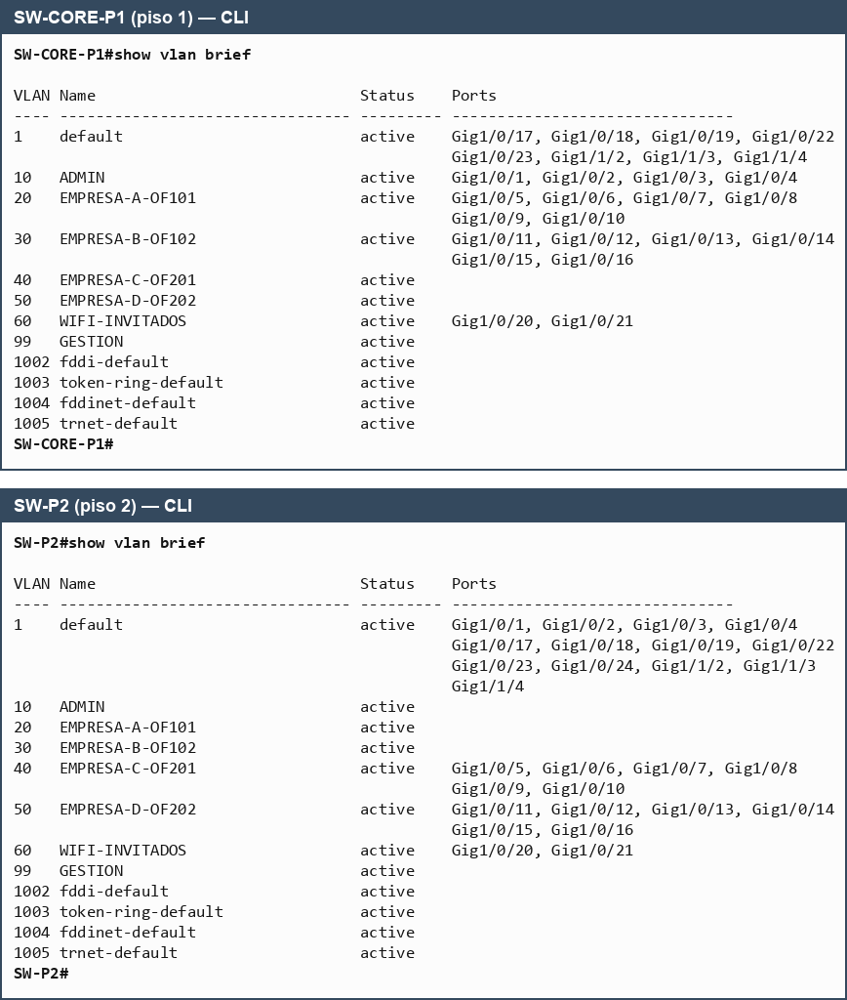 SW-CORE-P1 (piso 1) — CLI
SW-CORE-P1#show vlan brief
VLAN Name                             Status    Ports
---- -------------------------------- --------- -------------------------------
1    default                          active    Gig1/0/17, Gig1/0/18, Gig1/0/19, Gig1/0/22
                                                Gig1/0/23, Gig1/1/2, Gig1/1/3, Gig1/1/4
10   ADMIN                            active    Gig1/0/1, Gig1/0/2, Gig1/0/3, Gig1/0/4
20   EMPRESA-A-OF101                  active    Gig1/0/5, Gig1/0/6, Gig1/0/7, Gig1/0/8
                                                Gig1/0/9, Gig1/0/10
30   EMPRESA-B-OF102                  active    Gig1/0/11, Gig1/0/12, Gig1/0/13, Gig1/0/14
                                                Gig1/0/15, Gig1/0/16
40   EMPRESA-C-OF201                  active
50   EMPRESA-D-OF202                  active
60   WIFI-INVITADOS                   active    Gig1/0/20, Gig1/0/21
99   GESTION                          active
1002 fddi-default                     active
1003 token-ring-default               active
1004 fddinet-default                  active
1005 trnet-default                    active
SW-CORE-P1#
SW-P2 (piso 2) — CLI
SW-P2#show vlan brief
VLAN Name                             Status    Ports
---- -------------------------------- --------- -------------------------------
1    default                          active    Gig1/0/1, Gig1/0/2, Gig1/0/3, Gig1/0/4
                                                Gig1/0/17, Gig1/0/18, Gig1/0/19, Gig1/0/22
                                                Gig1/0/23, Gig1/0/24, Gig1/1/2, Gig1/1/3
                                                Gig1/1/4
10   ADMIN                            active
20   EMPRESA-A-OF101                  active
30   EMPRESA-B-OF102                  active
40   EMPRESA-C-OF201                  active    Gig1/0/5, Gig1/0/6, Gig1/0/7, Gig1/0/8
                                                Gig1/0/9, Gig1/0/10
50   EMPRESA-D-OF202                  active    Gig1/0/11, Gig1/0/12, Gig1/0/13, Gig1/0/14
                                                Gig1/0/15, Gig1/0/16
60   WIFI-INVITADOS                   active    Gig1/0/20, Gig1/0/21
99   GESTION                          active
1002 fddi-default                     active
1003 token-ring-default               active
1004 fddinet-default                  active
1005 trnet-default                    active
SW-P2#